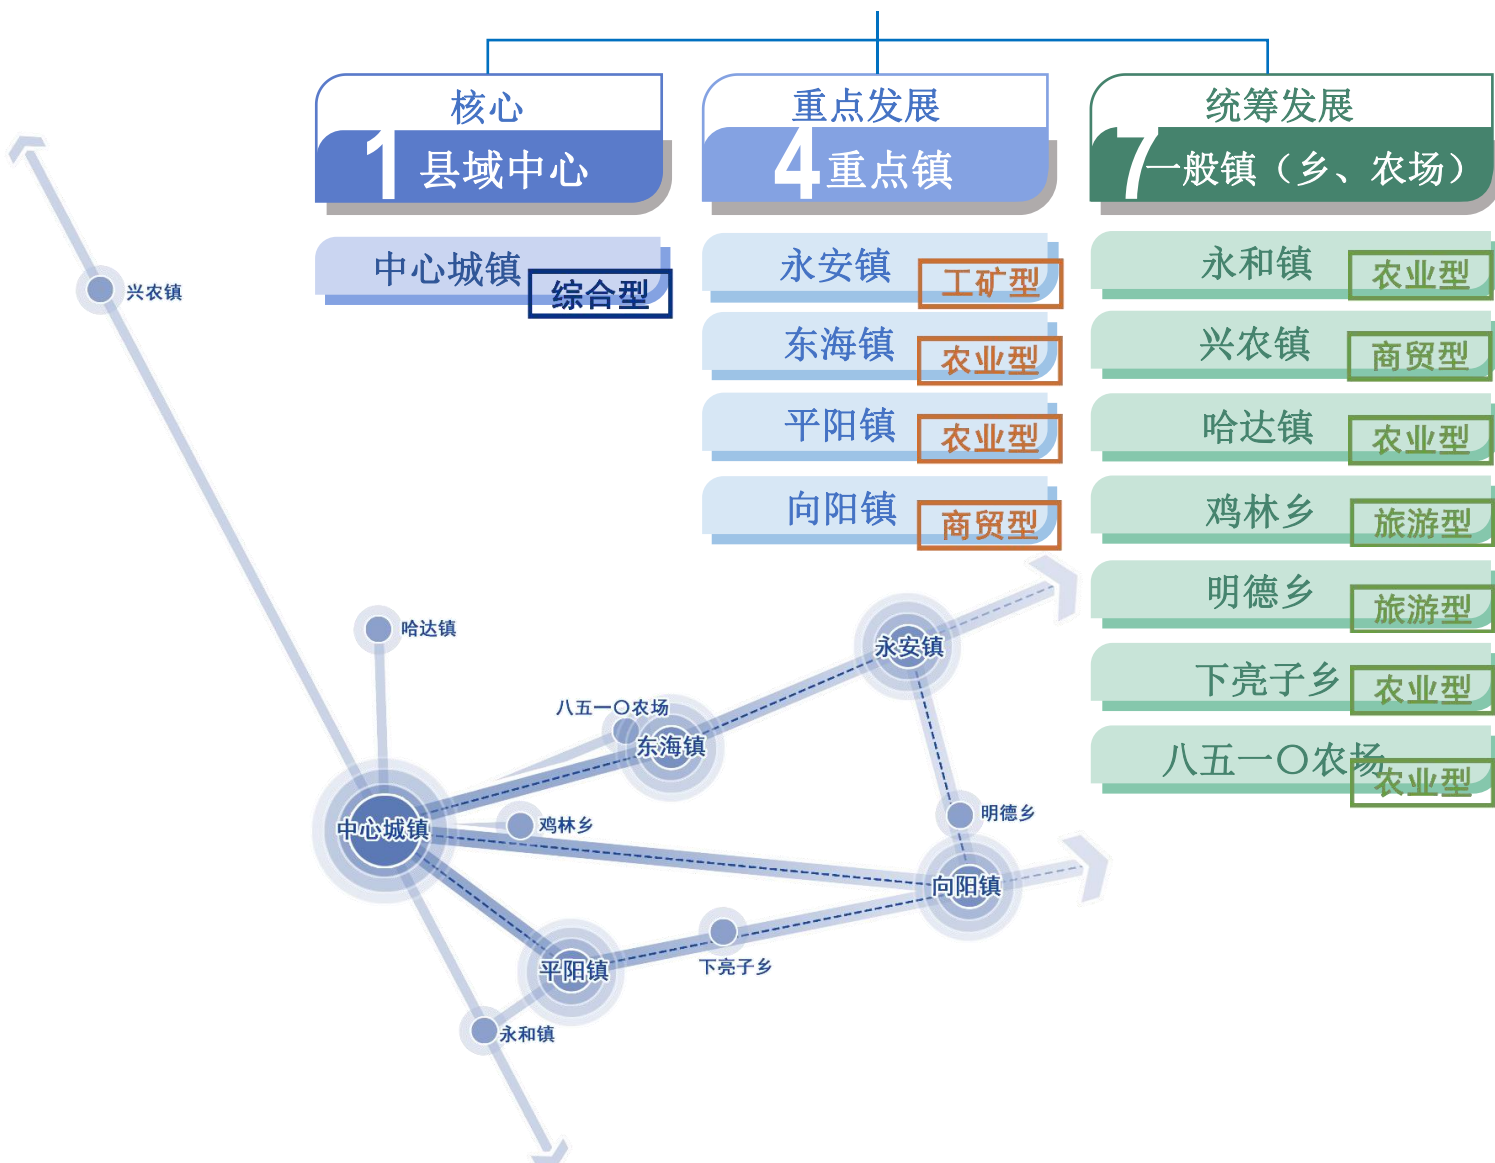 核心
1 县域中心
中心城镇
综合型
重点发展
4 重点镇
永安镇
工矿型
东海镇
农业型
平阳镇
农业型
向阳镇
商贸型
统筹发展
7 一般镇（乡、农场）
永和镇
农业型
兴农镇
商贸型
哈达镇
农业型
鸡林乡
旅游型
明德乡
旅游型
下亮子乡
农业型
八五一〇农场
农业型
兴农镇
哈达镇
永安镇
八五一〇农场
东海镇
中心城镇
鸡林乡
明德乡
向阳镇
平阳镇
下亮子乡
永和镇